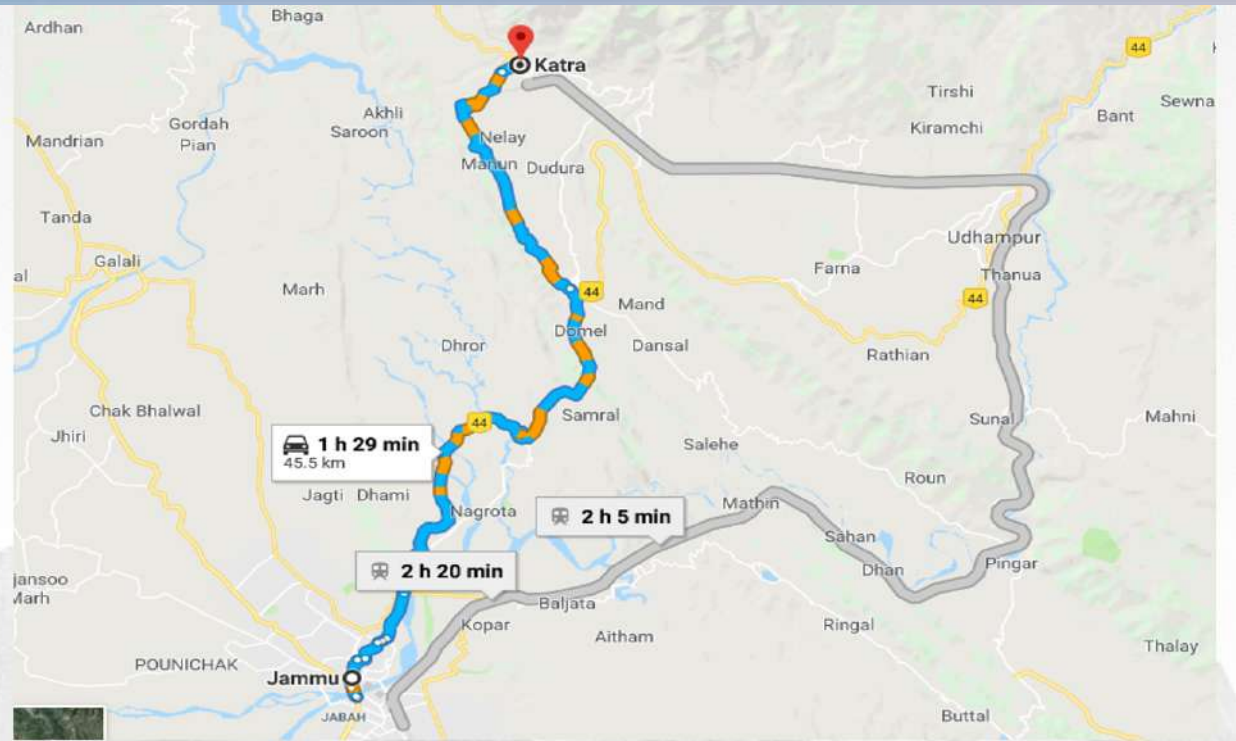 Bhaga
Ardhan
44
Katra
Tirshi
Sewna
Akhli
Saroon
Gordah
Pian
Bant
Kiramchi
Mandrian
Nelay
Manun
Dudura
Tanda
Udhampur
Galali
Farna
Thanua
al
Marh
44
Mand
44
Domel
Dhror
Dansal
Rathian
Chak Bhalwal
Samral
Sunal
Mahni
44
Jhiri
1 h 29 min
45.5 km
Salehe
Roun
Jagti Dhami
Nagrota
Mathin
2 h 5 min
Sahan
Dhan
Pingar
2 h 20 min
jansoo
Marh
Baljata
Kopar
Aitham
Ringal
Thalay
POUNICHAK
Jammu
JABAH
Buttal